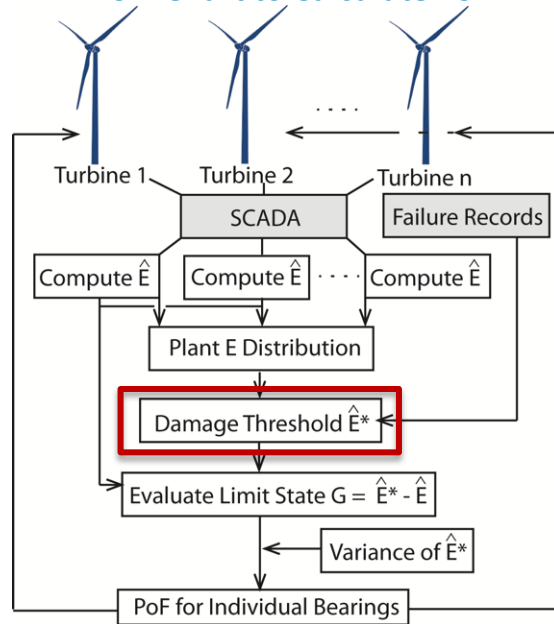 Turbine 1
Turbine 2
Turbine n
SCADA
Failure Records
Compute Ê
Compute Ê
Compute Ê
Plant E Distribution
Damage Threshold Ê*
Evaluate Limit State G = Ê* - Ê
Variance of Ê*
PoF for Individual Bearings